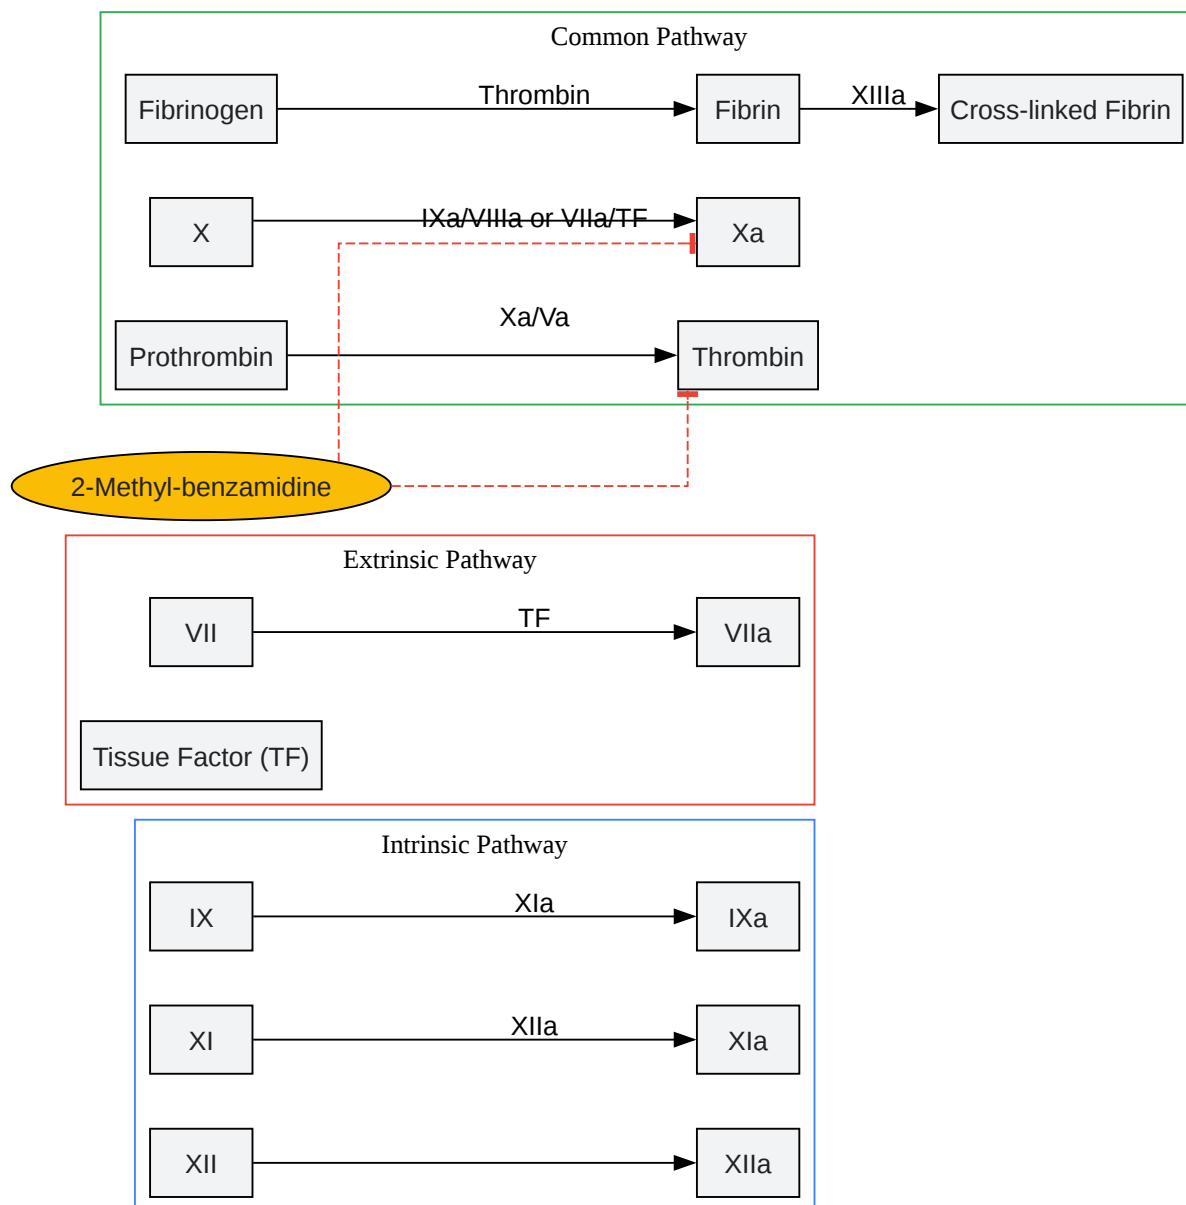 Common Pathway
Fibrinogen
Thrombin
Fibrin
XIIIa
Cross-linked Fibrin
X
IXa/VIIIa or VIIa/TF
Xa
Prothrombin
Xa/Va
Thrombin
2-Methyl-benzamidine
Extrinsic Pathway
VII
TF
VIIa
Tissue Factor (TF)
Intrinsic Pathway
IX
XIa
IXa
XI
XIIa
XIa
XII
XIIa